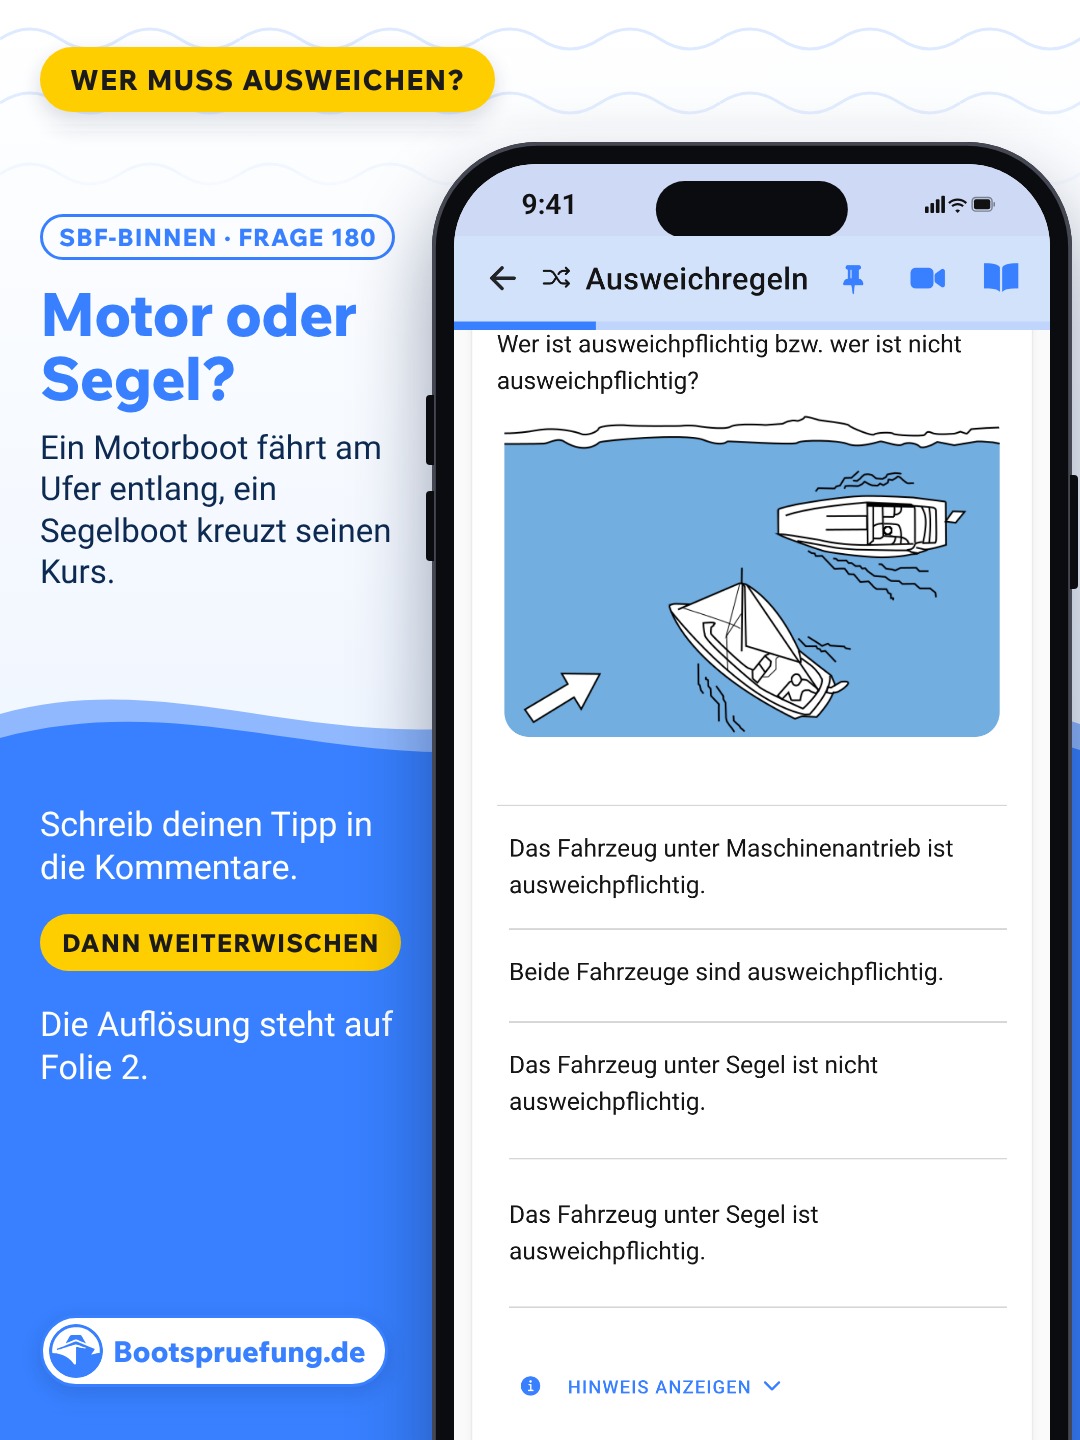 WER MUSS AUSWEICHEN?
SBF-BINNEN · FRAGE 180
Motor oder
Segel?
Ein Motorboot fährt am
Ufer entlang, ein
Segelboot kreuzt seinen
Kurs.
Schreib deinen Tipp in
die Kommentare.
DANN WEITERWISCHEN
Die Auflösung steht auf
Folie 2.
Bootspruefung.de
9:41
Ausweichregeln
Wer ist ausweichpflichtig bzw. wer ist nicht
ausweichpflichtig?
Das Fahrzeug unter Maschinenantrieb ist
ausweichpflichtig.
Beide Fahrzeuge sind ausweichpflichtig.
Das Fahrzeug unter Segel ist nicht
ausweichpflichtig.
Das Fahrzeug unter Segel ist
ausweichpflichtig.
HINWEIS ANZEIGEN